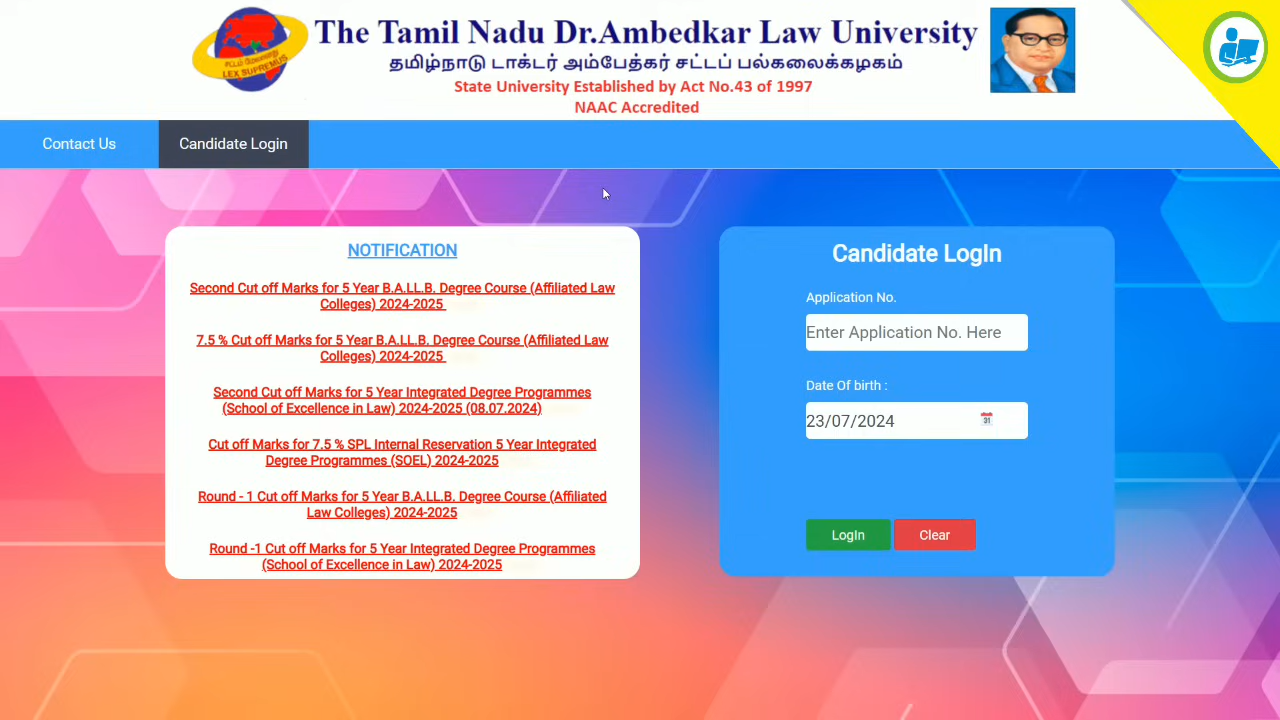 The Tamil Nadu Dr.Ambedkar Law University
தமிழ்நாடு டாக்டர் அம்பேத்கர் சட்டப் பல்கலைக்கழகம்
State University Established by Act No.43 of 1997
NAAC Accredited
LEX SUPREMUS
Contact Us
Candidate Login
NOTIFICATION
Second Cut off Marks for 5 Year B.A.LL.B. Degree Course (Affiliated Law
Colleges) 2024-2025
7.5 % Cut off Marks for 5 Year B.A.LL.B. Degree Course (Affiliated Law
Colleges) 2024-2025
Second Cut off Marks for 5 Year Integrated Degree Programmes
(School of Excellence in Law) 2024-2025 (08.07.2024)
Cut off Marks for 7.5 % SPL Internal Reservation 5 Year Integrated
Degree Programmes (SOEL) 2024-2025
Round - 1 Cut off Marks for 5 Year B.A.LL.B. Degree Course (Affiliated
Law Colleges) 2024-2025
Round -1 Cut off Marks for 5 Year Integrated Degree Programmes
(School of Excellence in Law) 2024-2025
Candidate LogIn
Application No.
Enter Application No. Here
Date Of birth :
23/07/2024
31
LogIn
Clear